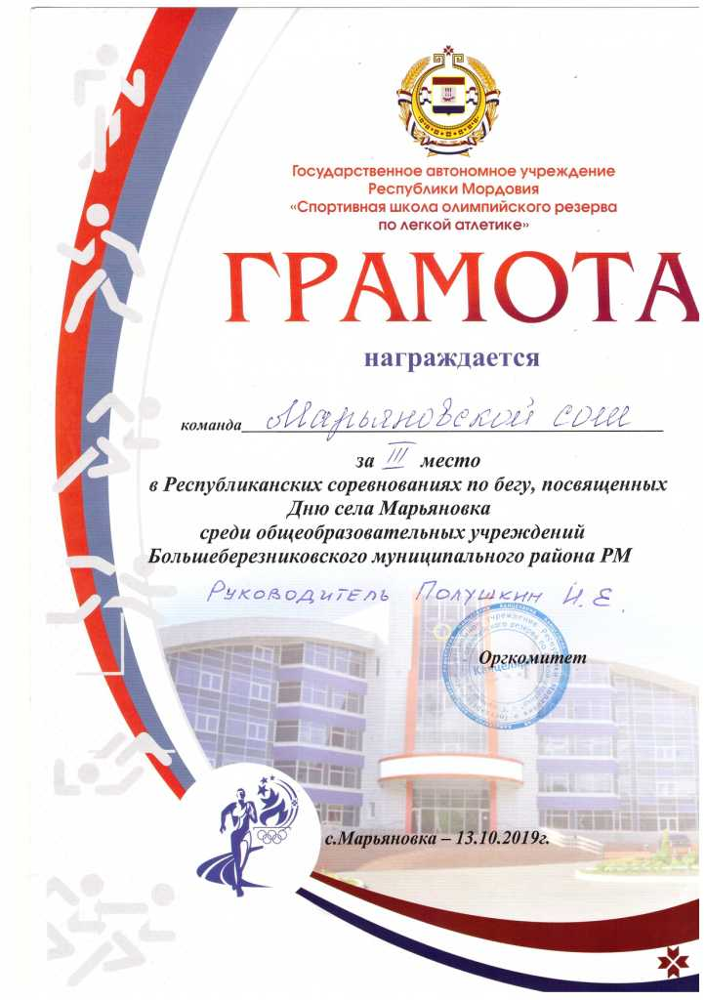 Государственное автономное учреждение
Республики Мордовия
«Спортивная школа олимпийского резерва
по легкой атлетике»
ГРАМОТА
награждается
команда Марьяновской сош
за III место
в Республиканских соревнованиях по бегу, посвященных
Дню села Марьяновка
среди общеобразовательных учреждений
Большеберезниковского муниципального района РМ
Руководитель Полушкин И.Е.
Оргкомитет
с.Марьяновка – 13.10.2019г.